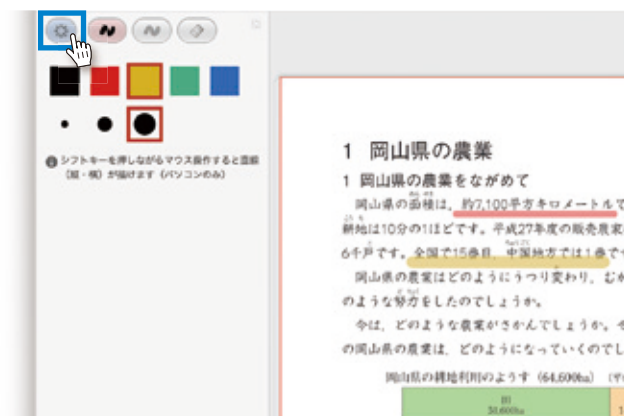 シフトキーを押しながらマウス操作すると直線
（縦・横）が描けます（パソコンのみ）
1 岡山県の農業
1 岡山県の農業をながめて
岡山県の面積は、約7,100平方キロメートルで
耕地は10分の1ほどです。平成27年度の販売農家
6千戸です。全国で15番目、中国地方では1番で
岡山県の農業はどのようにうつり変わり、むか
のような努力をしたのでしょうか。
今は、どのような農業がさかんでしょうか。そ
の岡山県の農業は、どのようになっていくのでし
岡山県の耕地利用のようす（64,600ha）
田